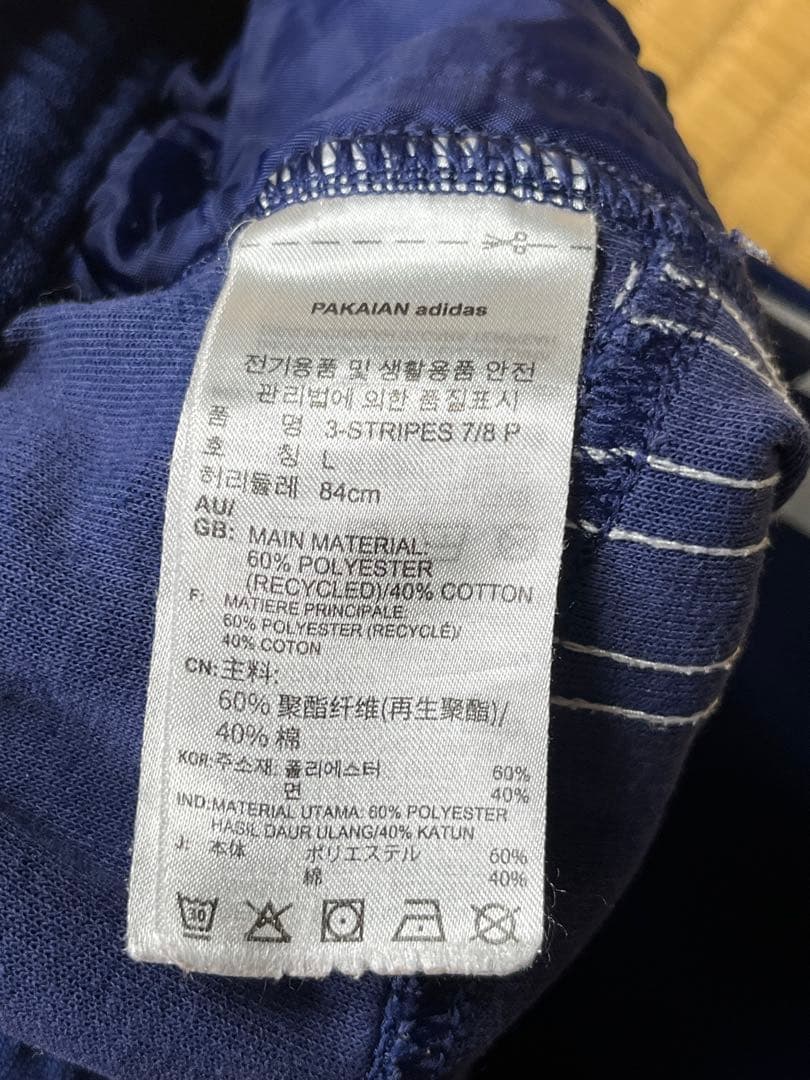 PAKAIAN adidas
전기용품 및 생활용품 안전
관리법에 의한 품질표시
품 명 3-STRIPES 7/8 P
호 칭 L
허리둘레 84cm
AU/
GB: MAIN MATERIAL:
60% POLYESTER
(RECYCLED)/40% COTTON
F: MATIERE PRINCIPALE:
60% POLYESTER (RECYCLÉ)/
40% COTON
CN: 主料:
60% 聚酯纤维(再生聚酯)/
40% 棉
KOR: 주소재: 폴리에스터 60%
면 40%
IND: MATERIAL UTAMA: 60% POLYESTER
HASIL DAUR ULANG/40% KATUN
J: 本体 ポリエステル 60%
綿 40%
30